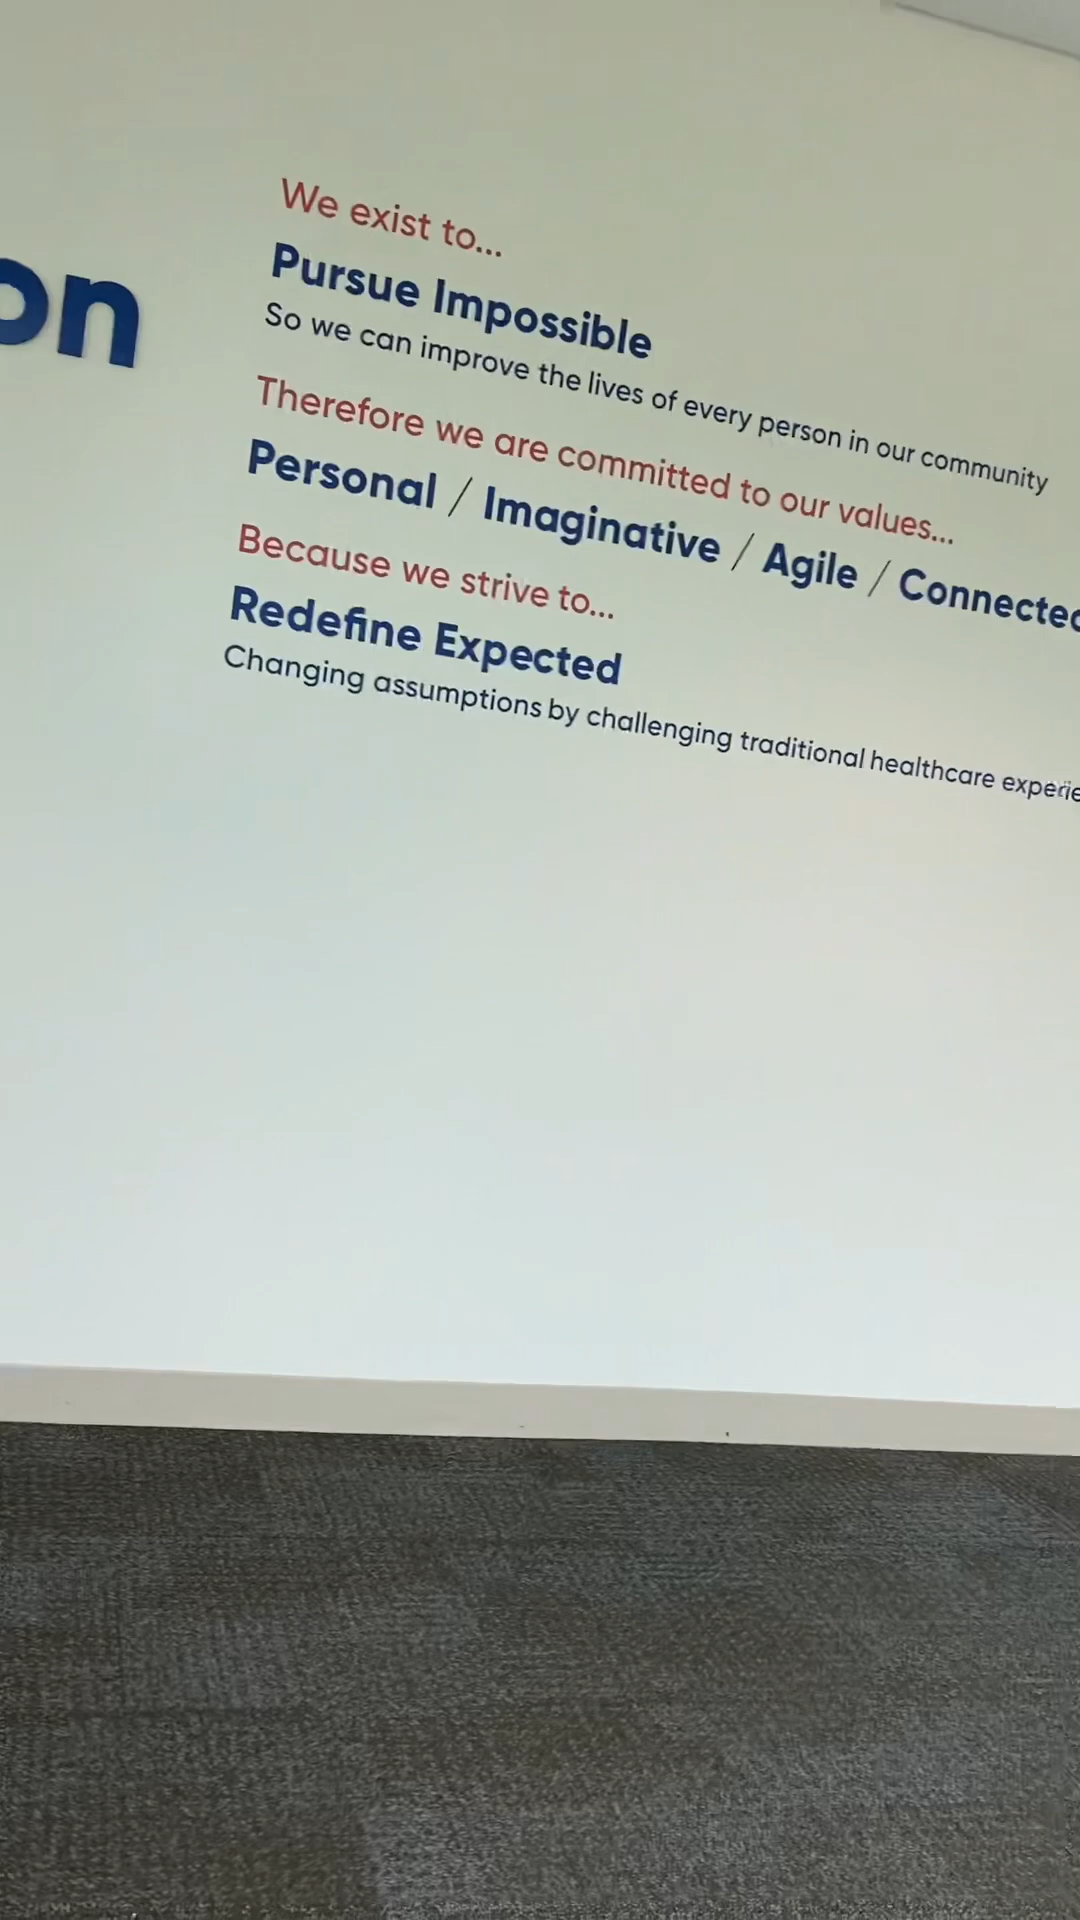 on
We exist to...
Pursue Impossible
So we can improve the lives of every person in our community
Therefore we are committed to our values...
Personal / Imaginative / Agile / Connected
Because we strive to...
Redefine Expected
Changing assumptions by challenging traditional healthcare